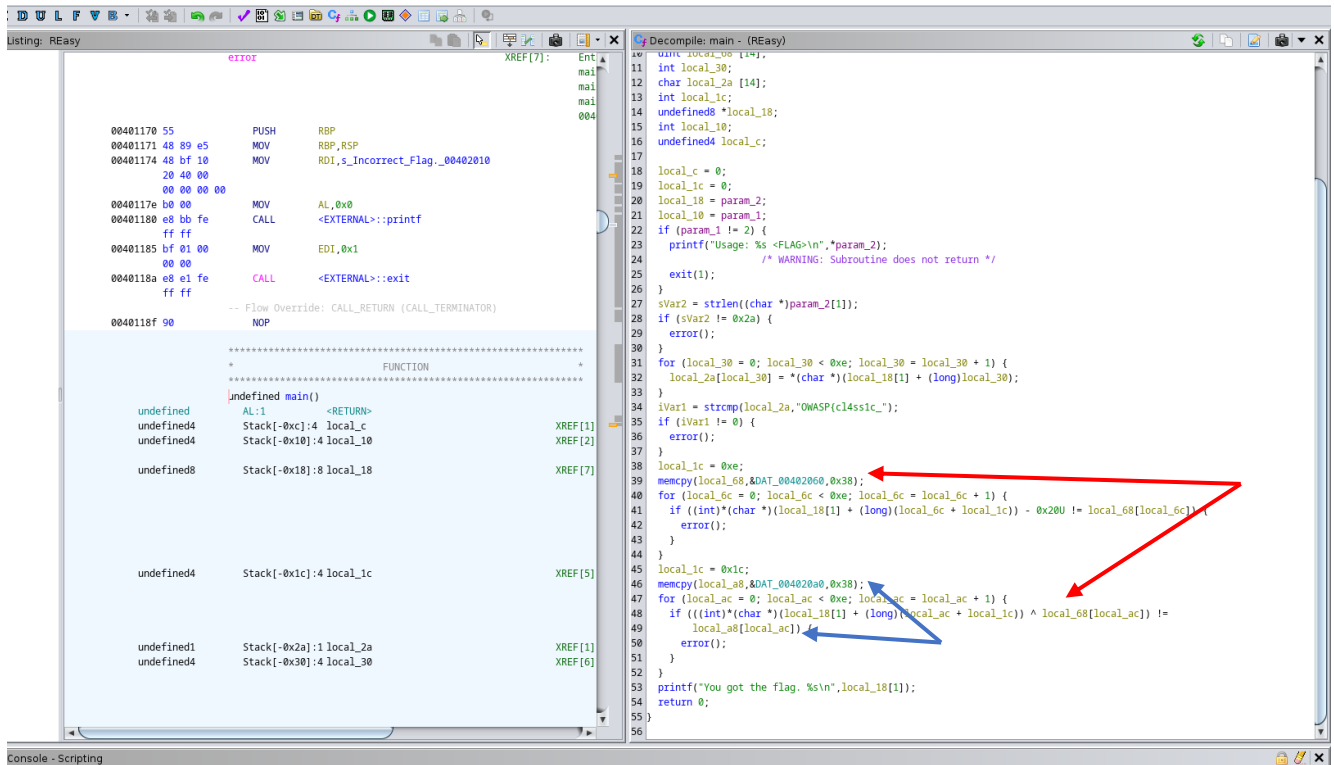 D U L F V B
Listing: REasy
error XREF[7]: Ent
mai
mai
mai
004
00401170 55 PUSH RBP
00401171 48 89 e5 MOV RBP,RSP
00401174 48 bf 10 MOV RDI,s_Incorrect_Flag._00402010
20 40 00
00 00 00 00
0040117e b0 00 MOV AL,0x0
00401180 e8 bb fe CALL <EXTERNAL>::printf
ff ff
00401185 bf 01 00 MOV EDI,0x1
00 00
0040118a e8 e1 fe CALL <EXTERNAL>::exit
ff ff
-- Flow Override: CALL_RETURN (CALL_TERMINATOR)
0040118f 90 NOP
**************************************************************
* FUNCTION *
**************************************************************
undefined main()
undefined AL:1 <RETURN>
undefined4 Stack[-0xc]:4 local_c XREF[1]
undefined4 Stack[-0x10]:4 local_10 XREF[2]
undefined8 Stack[-0x18]:8 local_18 XREF[7]
undefined4 Stack[-0x1c]:4 local_1c XREF[5]
undefined1 Stack[-0x2a]:1 local_2a XREF[1]
undefined4 Stack[-0x30]:4 local_30 XREF[6]
Decompile: main - (REasy)
10 uint local_68 [14];
11 int local_30;
12 char local_2a [14];
13 int local_1c;
14 undefined8 *local_18;
15 int local_10;
16 undefined4 local_c;
17
18 local_c = 0;
19 local_1c = 0;
20 local_18 = param_2;
21 local_10 = param_1;
22 if (param_1 != 2) {
23 printf("Usage: %s <FLAG>\n",*param_2);
24 /* WARNING: Subroutine does not return */
25 exit(1);
26 }
27 sVar2 = strlen((char *)param_2[1]);
28 if (sVar2 != 0x2a) {
29 error();
30 }
31 for (local_30 = 0; local_30 < 0xe; local_30 = local_30 + 1) {
32 local_2a[local_30] = *(char *)(local_18[1] + (long)local_30);
33 }
34 iVar1 = strcmp(local_2a,"OWASP{cl4ss1c_");
35 if (iVar1 != 0) {
36 error();
37 }
38 local_1c = 0xe;
39 memcpy(local_68,&DAT_00402060,0x38);
40 for (local_6c = 0; local_6c < 0xe; local_6c = local_6c + 1) {
41 if ((int)*(char *)(local_18[1] + (long)(local_6c + local_1c)) - 0x20U != local_68[local_6c]) {
42 error();
43 }
44 }
45 local_1c = 0x1c;
46 memcpy(local_a8,&DAT_004020a0,0x38);
47 for (local_ac = 0; local_ac < 0xe; local_ac = local_ac + 1) {
48 if (((int)*(char *)(local_18[1] + (long)(local_ac + local_1c)) ^ local_68[local_ac]) !=
49 local_a8[local_ac]) {
50 error();
51 }
52 }
53 printf("You got the flag. %s\n",local_18[1]);
54 return 0;
55 }
56
Console - Scripting